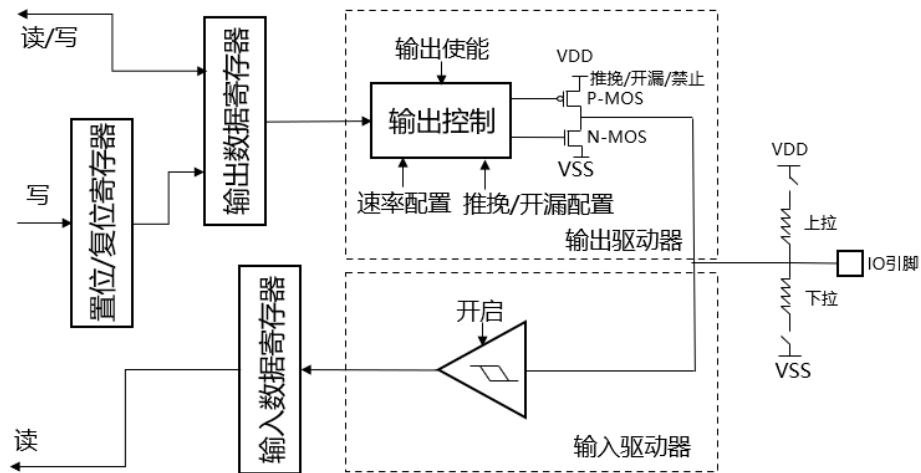 读/写
写
置位/复位寄存器
输出数据寄存器
输出使能
输出控制
速率配置
推挽/开漏配置
VDD
推挽/开漏/禁止
P-MOS
N-MOS
VSS
输出驱动器
VDD
上拉
IO引脚
下拉
VSS
开启
输入驱动器
输入数据寄存器
读